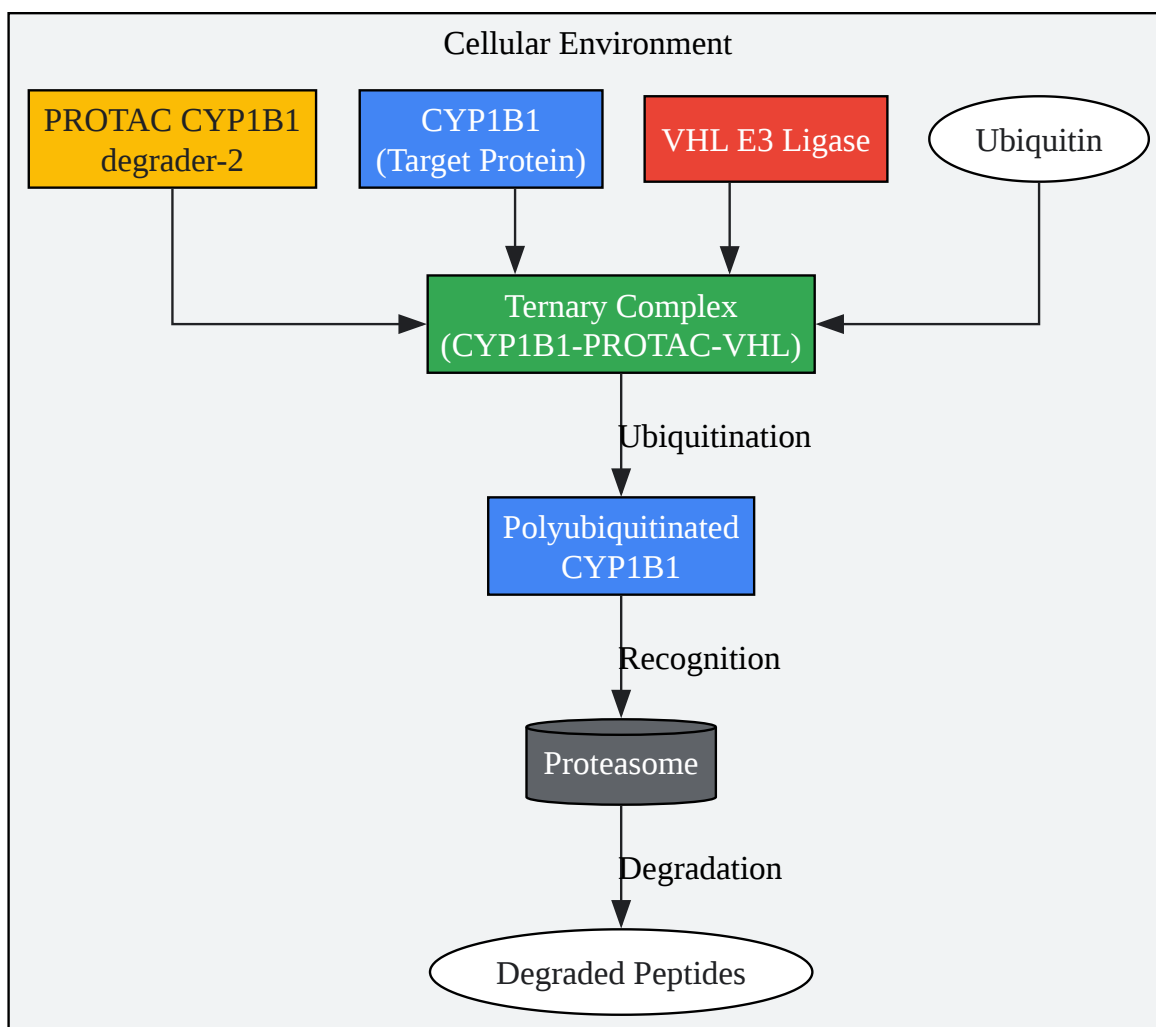 Cellular Environment
PROTAC CYP1B1
degrader-2
CYP1B1
(Target Protein)
VHL E3 Ligase
Ubiquitin
Ternary Complex
(CYP1B1-PROTAC-VHL)
Ubiquitination
Polyubiquitinated
CYP1B1
Recognition
Proteasome
Degradation
Degraded Peptides